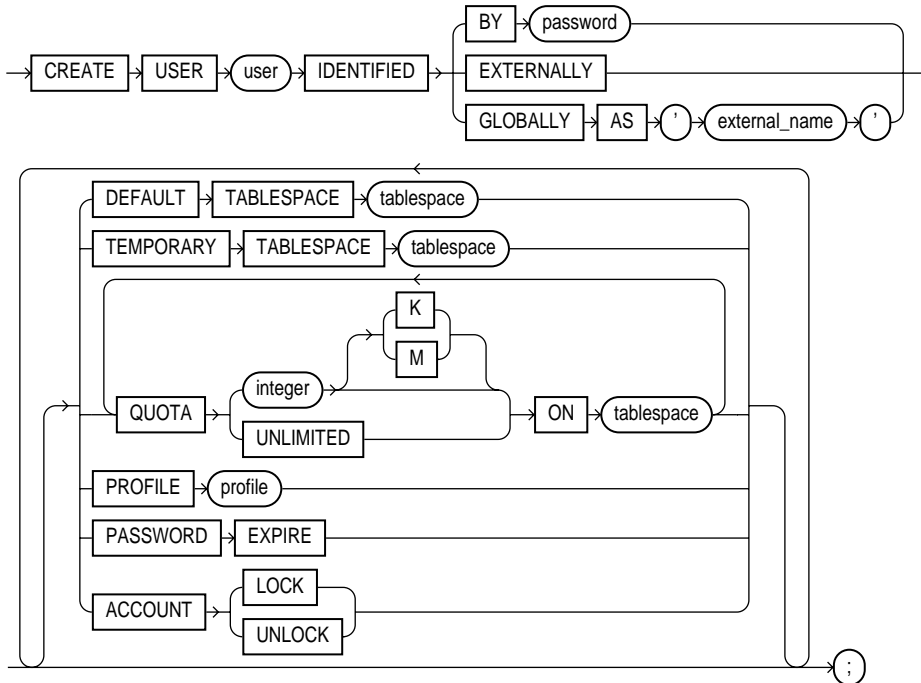 BY password
CREATE USER user IDENTIFIED EXTERNALLY
GLOBALLY AS ' external_name '
DEFAULT TABLESPACE tablespace
TEMPORARY TABLESPACE tablespace
K
M
integer
QUOTA ON tablespace
UNLIMITED
PROFILE profile
PASSWORD EXPIRE
LOCK
ACCOUNT
UNLOCK
;